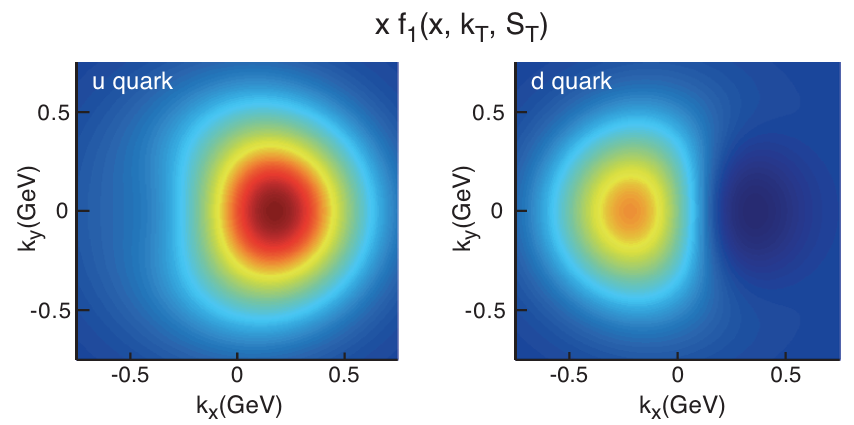 x f1(x, kT, ST)
u quark
0.5
0
-0.5
ky(GeV)
-0.5 0 0.5
kx(GeV)
d quark
0.5
0
-0.5
ky(GeV)
-0.5 0 0.5
kx(GeV)